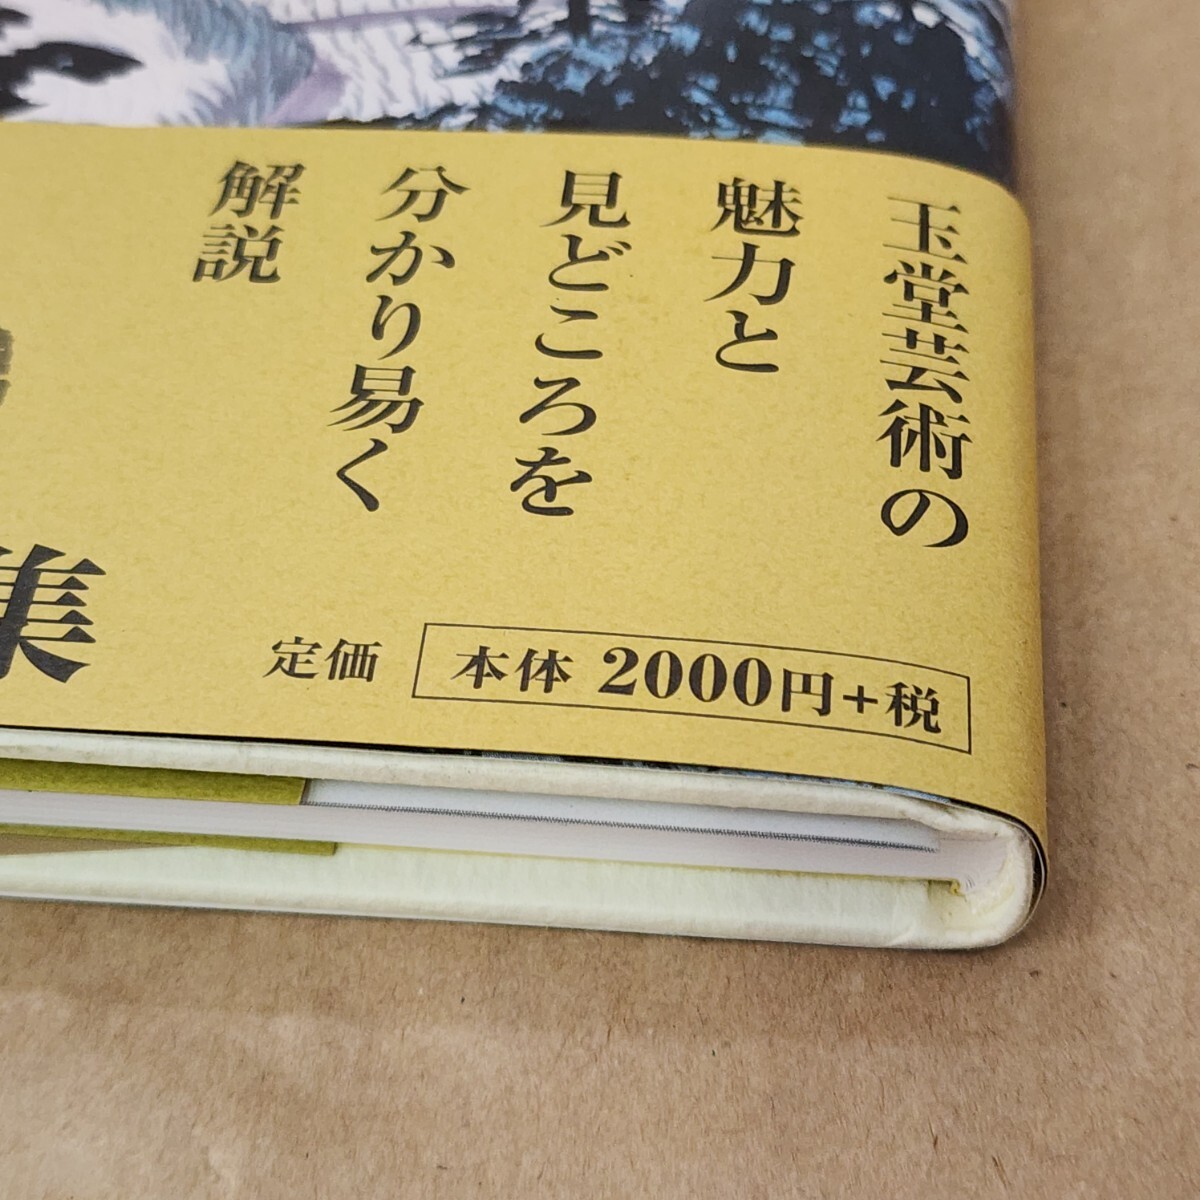 玉堂芸術の
魅力と
見どころを
分かり易く
解説
集
定価 本体 2000円+税